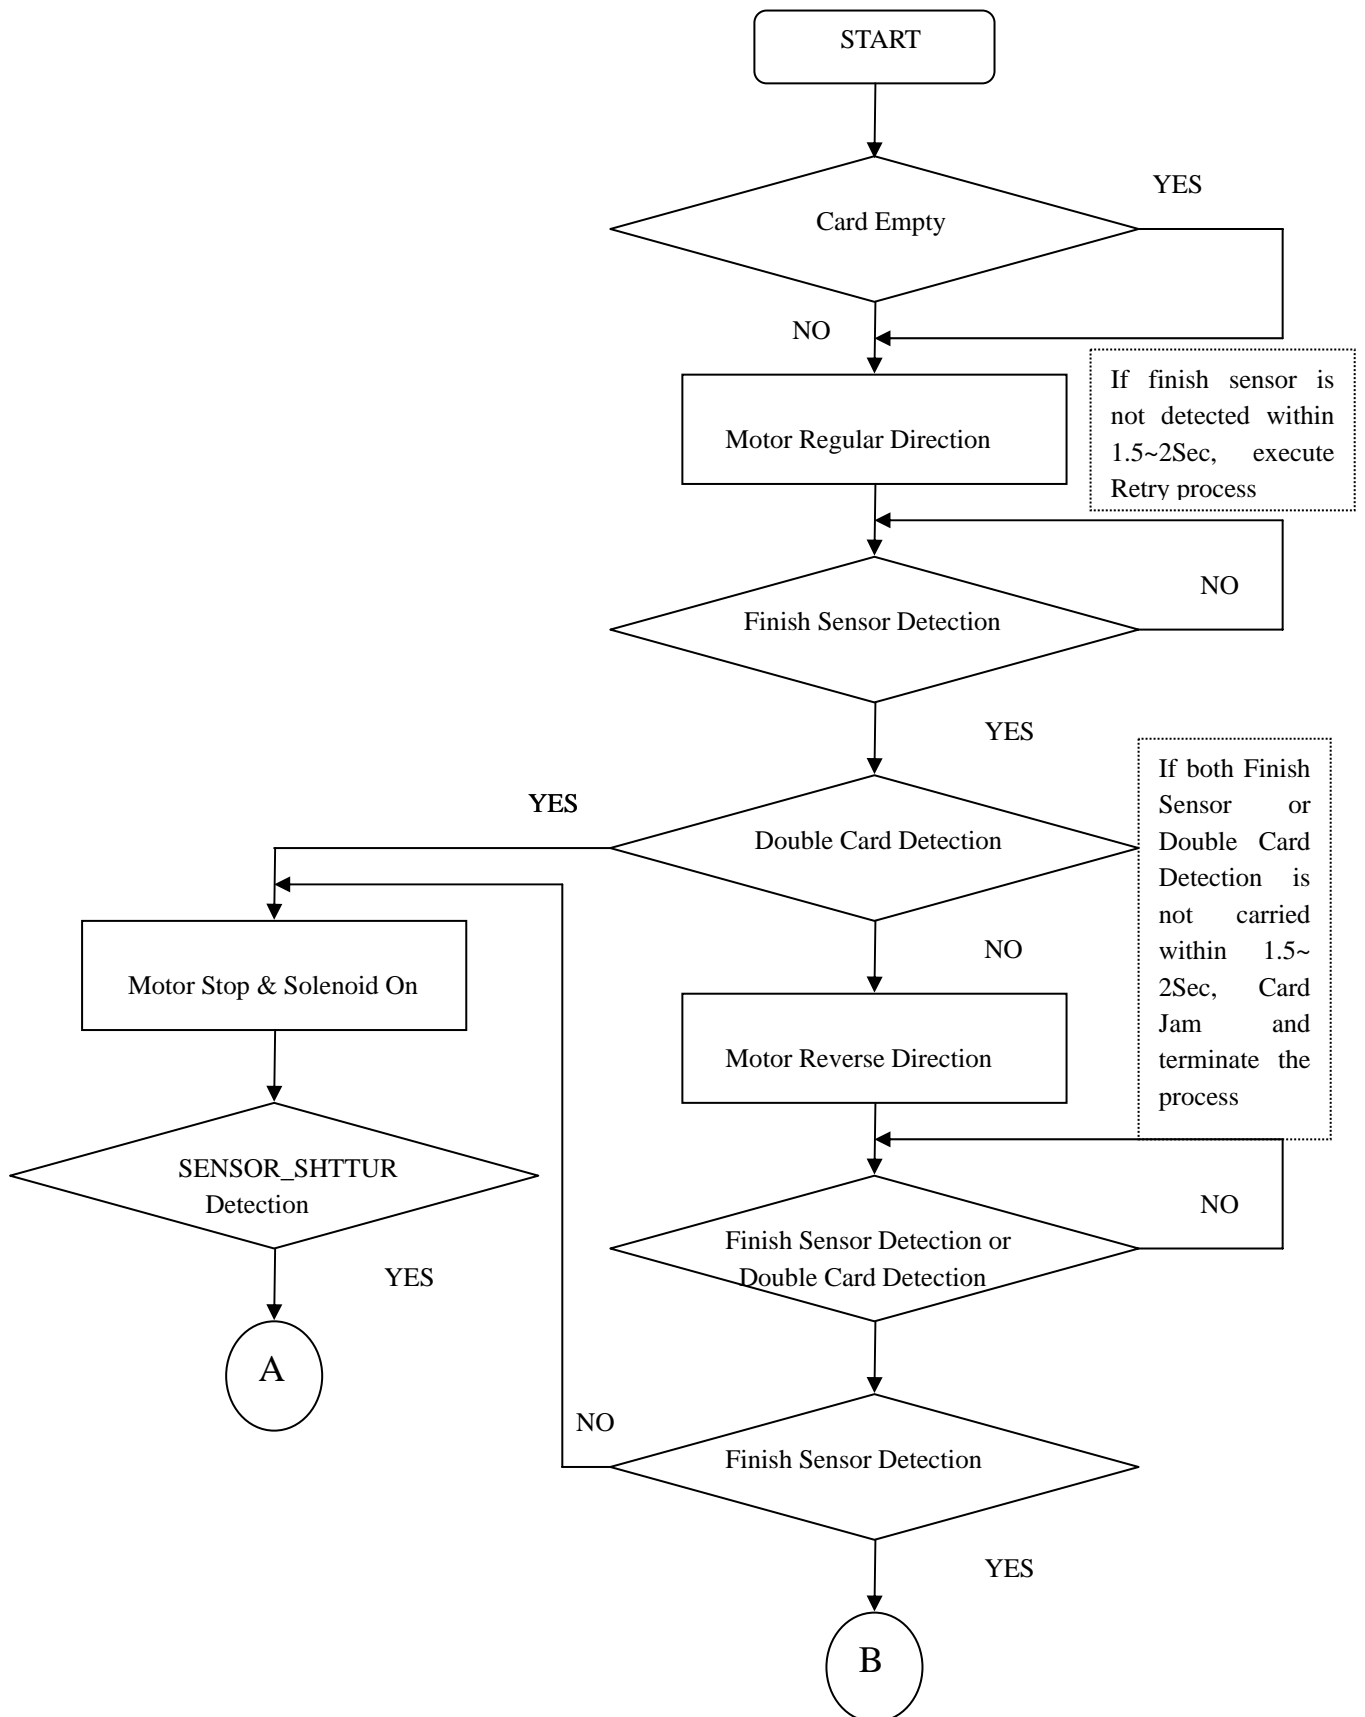 START
YES
Card Empty
NO
If finish sensor is
not detected within
1.5~2Sec, execute
Retry process
Motor Regular Direction
NO
Finish Sensor Detection
YES
If both Finish
Sensor or
Double Card
Detection is
not carried
within 1.5~
2Sec, Card
Jam and
terminate the
process
YES
Double Card Detection
NO
Motor Stop & Solenoid On
Motor Reverse Direction
SENSOR_SHTTUR
Detection
NO
YES
Finish Sensor Detection or
Double Card Detection
A
NO
Finish Sensor Detection
YES
B